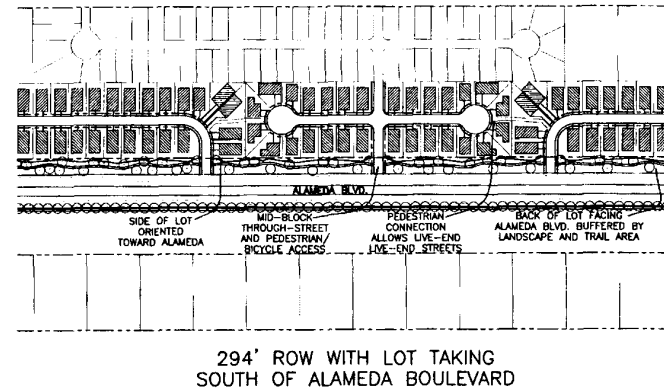 ALAMEDA BLVD.
SIDE OF LOT
ORIENTED
TOWARD ALAMEDA
MID-BLOCK
THROUGH-STREET
AND PEDESTRIAN/
BICYCLE ACCESS
PEDESTRIAN
CONNECTION
ALLOWS LIVE-END
LIVE-END STREETS
BACK OF LOT FACING
ALAMEDA BLVD. BUFFERED BY
LANDSCAPE AND TRAIL AREA
294' ROW WITH LOT TAKING
SOUTH OF ALAMEDA BOULEVARD